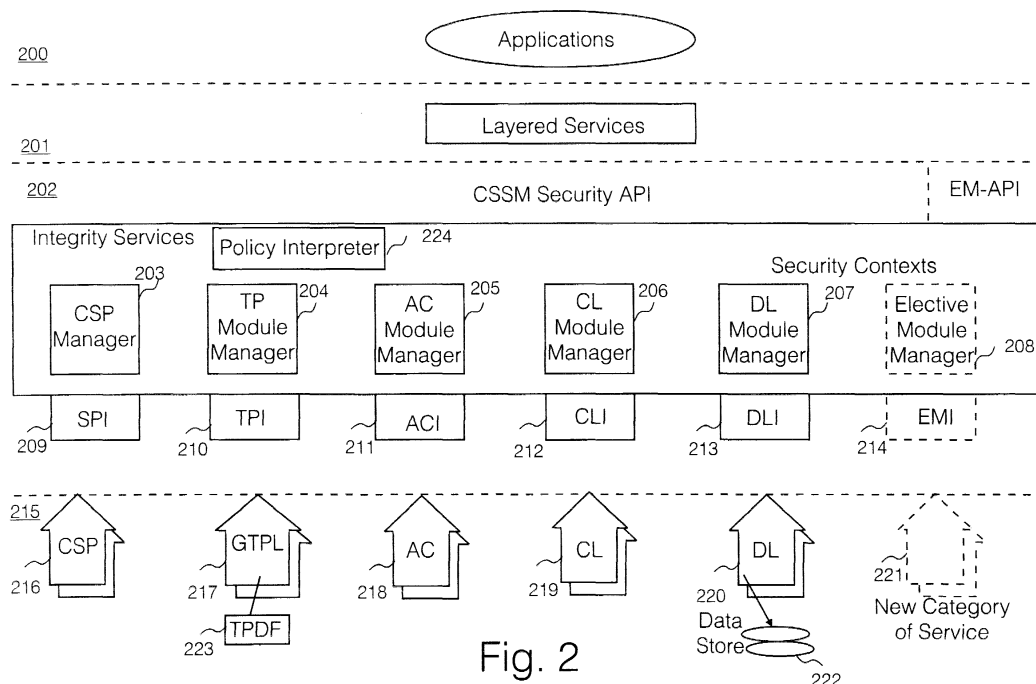 Applications
200
Layered Services
201
202
CSSM Security API
EM-API
Integrity Services
Policy Interpreter
224
Security Contexts
203
204
205
206
207
CSP
Manager
TP
Module
Manager
AC
Module
Manager
CL
Module
Manager
DL
Module
Manager
Elective
Module
Manager
208
SPI
TPI
ACI
CLI
DLI
EMI
209
210
211
212
213
214
215
CSP
GTPL
AC
CL
DL
216
217
218
219
220
221
TPDF
223
Data
Store
222
New Category
of Service
Fig. 2